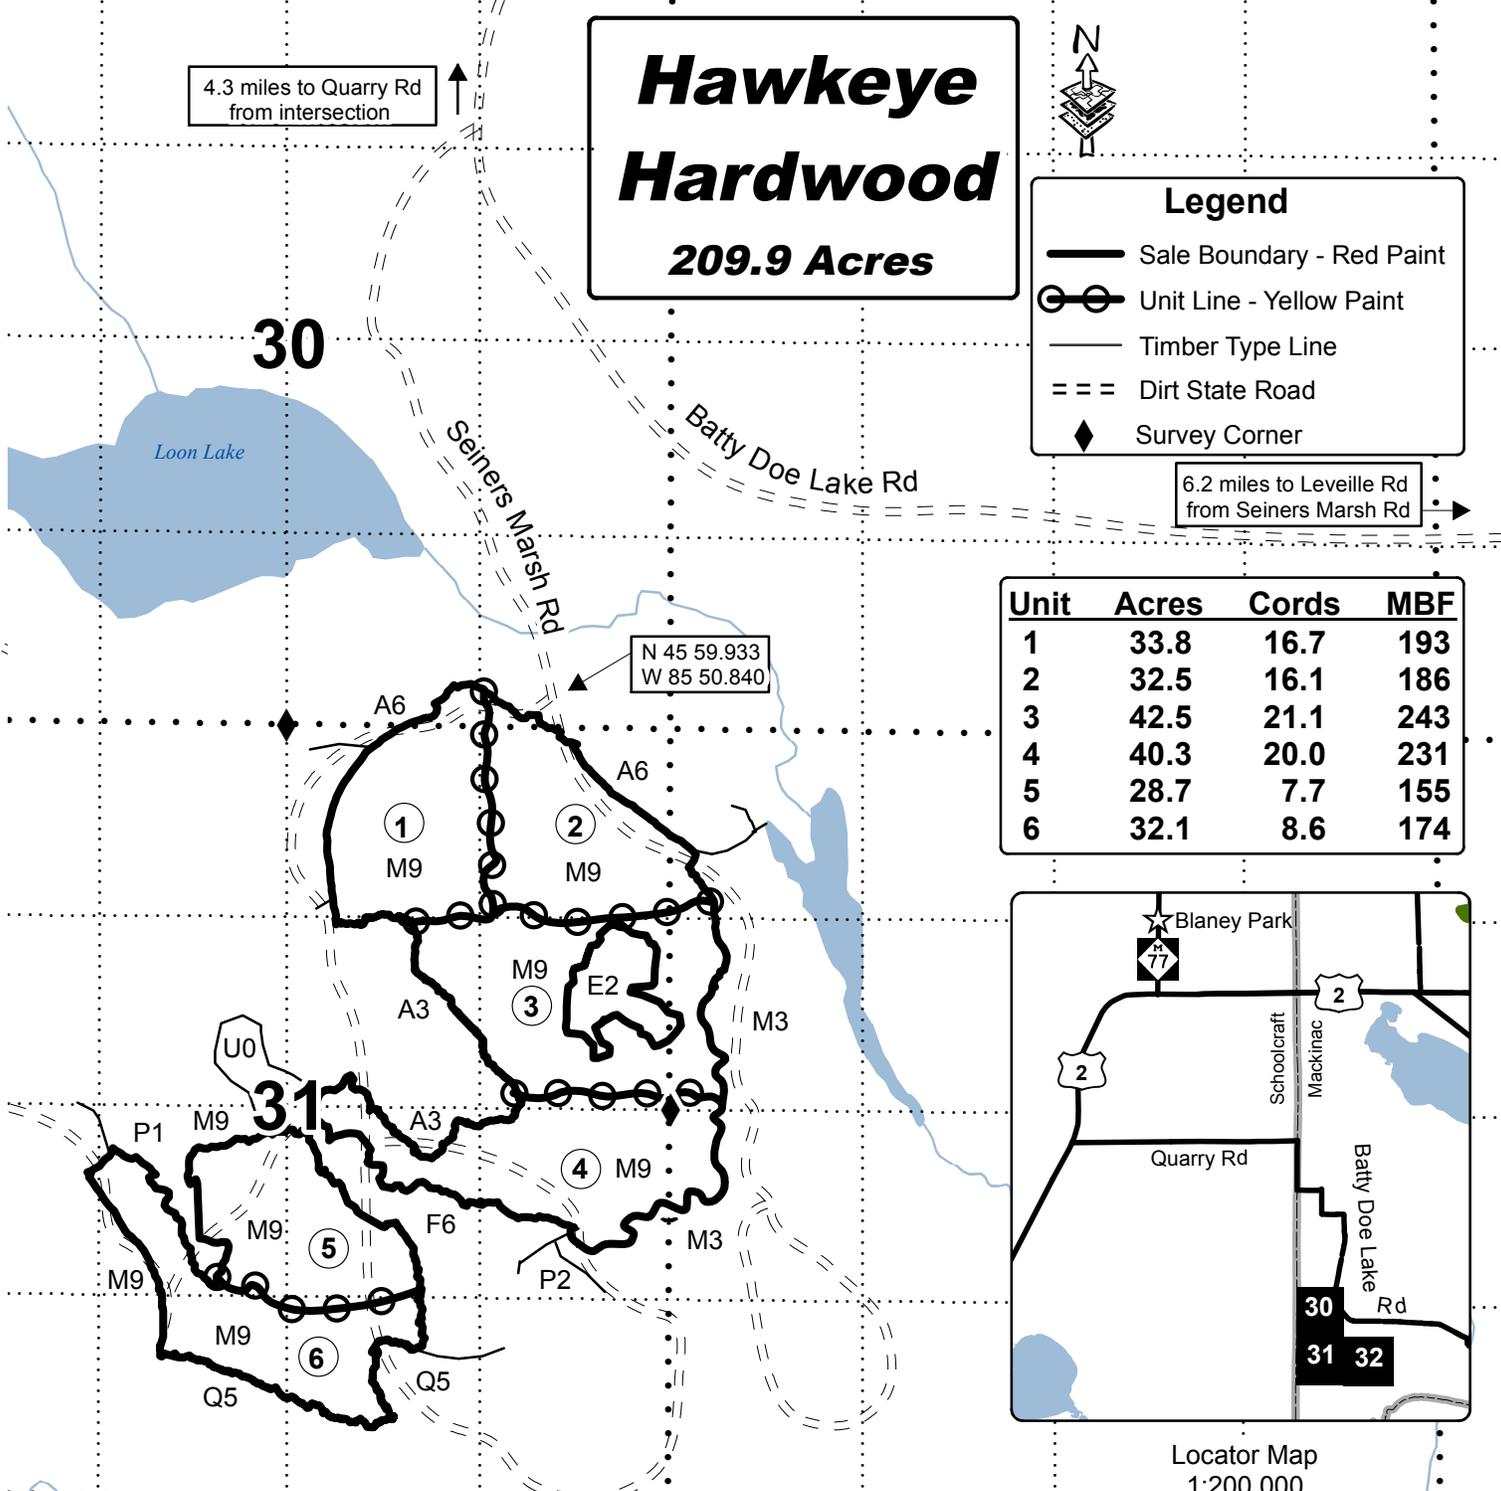 Hawkeye
Hardwood
209.9 Acres
N
4.3 miles to Quarry Rd
from intersection
Legend
Sale Boundary - Red Paint
Unit Line - Yellow Paint
Timber Type Line
Dirt State Road
Survey Corner
6.2 miles to Leveille Rd
from Seiners Marsh Rd
30
Loon Lake
Seiners Marsh Rd
Batty Doe Lake Rd
N 45 59.933
W 85 50.840
Unit Acres Cords MBF
1 33.8 16.7 193
2 32.5 16.1 186
3 42.5 21.1 243
4 40.3 20.0 231
5 28.7 7.7 155
6 32.1 8.6 174
A6
A6
1
M9
2
M9
M9
3
E2
A3
M3
U0
31
A3
P1
M9
4
M9
M9
5
F6
M3
P2
M9
M9
6
Q5
Q5
Blaney Park
M
77
2
2
Schoolcraft
Mackinac
Quarry Rd
Batty Doe Lake
Rd
30
31
32
Locator Map
1:200,000